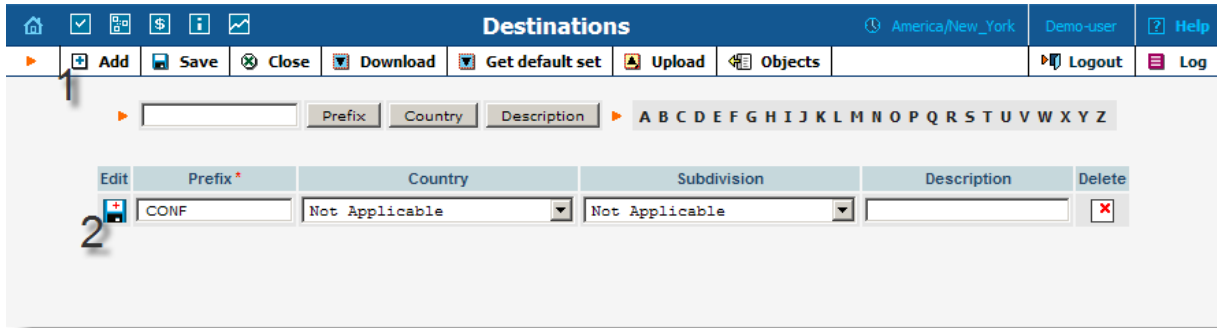 Destinations America/New_York Demo-user ? Help
Add Save Close Download Get default set Upload Objects Logout Log
1
Prefix Country Description A B C D E F G H I J K L M N O P Q R S T U V W X Y Z
Edit Prefix * Country Subdivision Description Delete
CONF Not Applicable Not Applicable
2